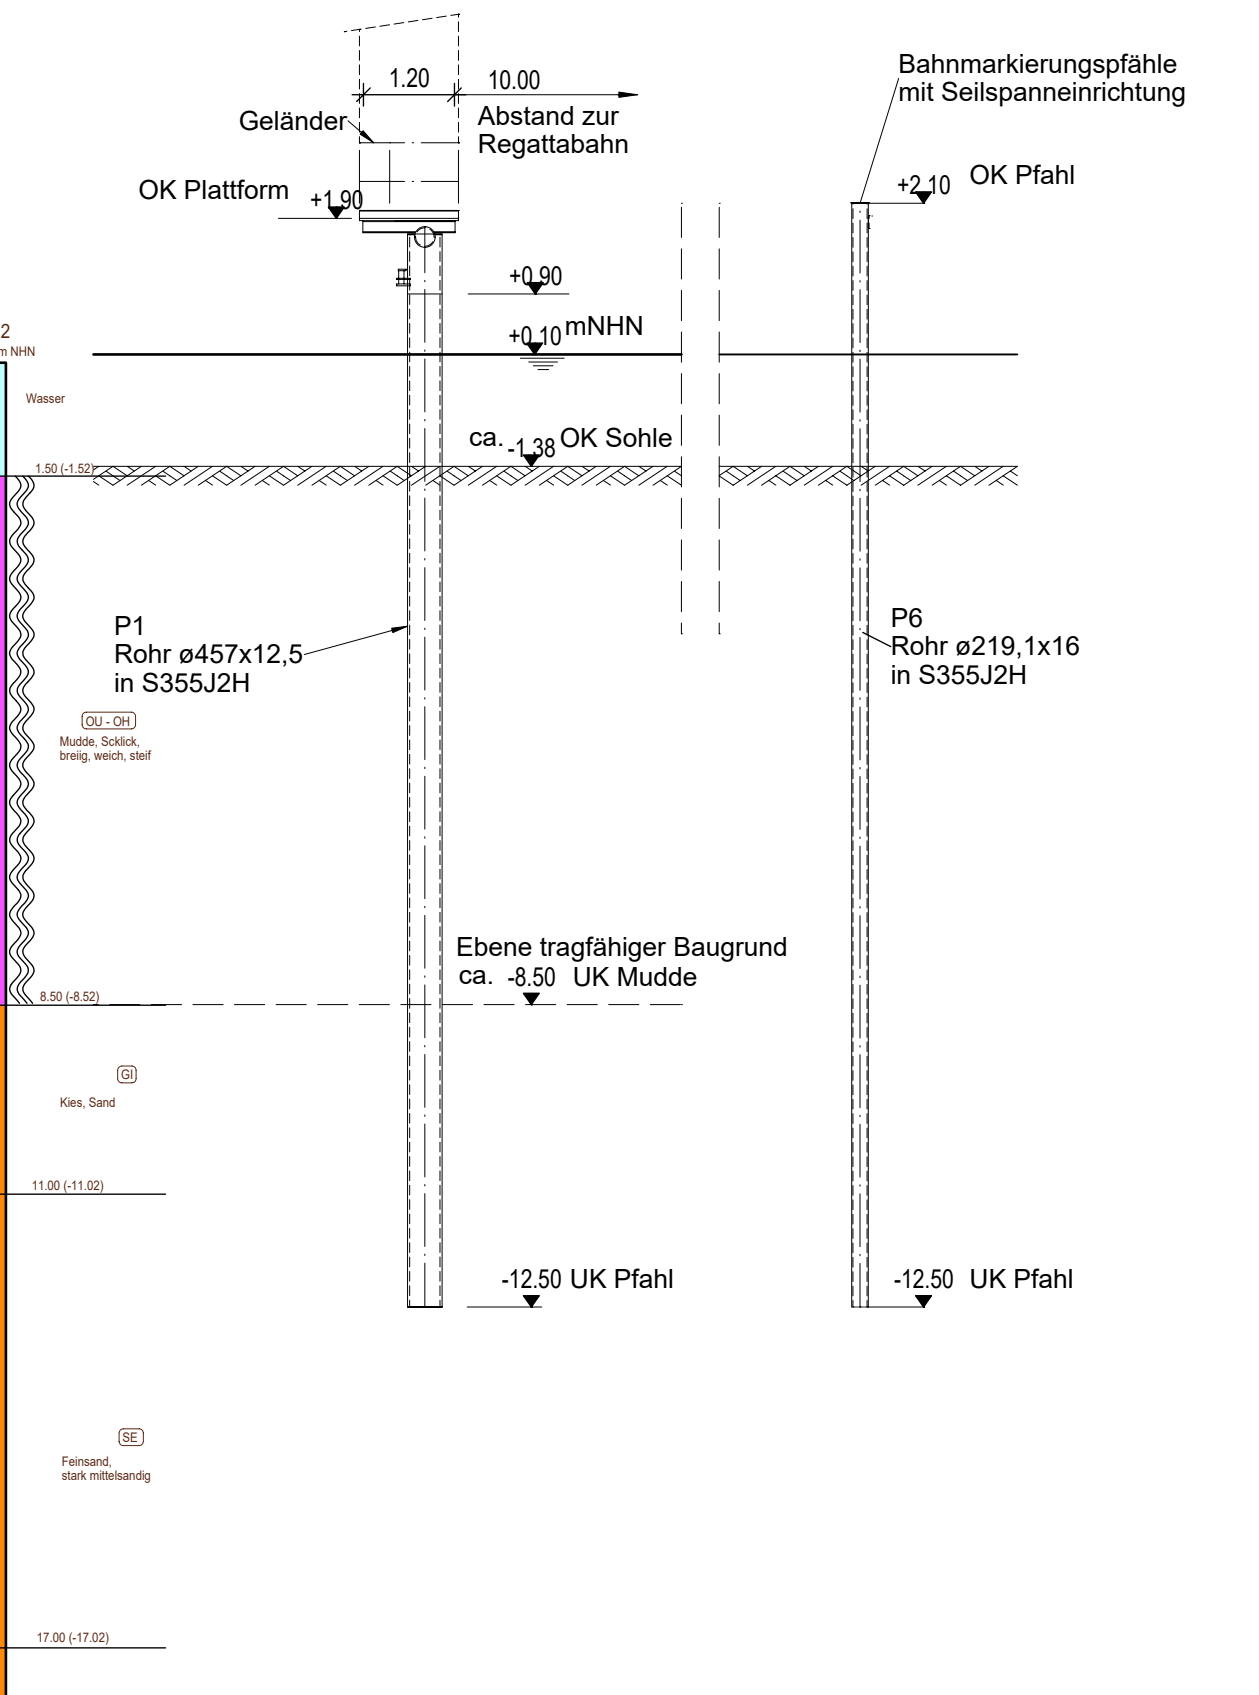 1.20
10.00
Abstand zur
Regattabahn
Geländer
Bahnmarkierungspfähle
mit Seilspanneinrichtung
OK Plattform
+1.90
+2.10 OK Pfahl
+0.90
+0.10 mNHN
2
m NHN
Wasser
ca. -1.38 OK Sohle
1.50 (-1.52)
P1
Rohr ø457x12,5
in S355J2H
P6
Rohr ø219,1x16
in S355J2H
OU - OH
Mudde, Scklick,
breiig, weich, steif
Ebene tragfähiger Baugrund
ca. -8.50 UK Mudde
8.50 (-8.52)
GI
Kies, Sand
11.00 (-11.02)
-12.50 UK Pfahl
-12.50 UK Pfahl
SE
Feinsand,
stark mittelsandig
17.00 (-17.02)